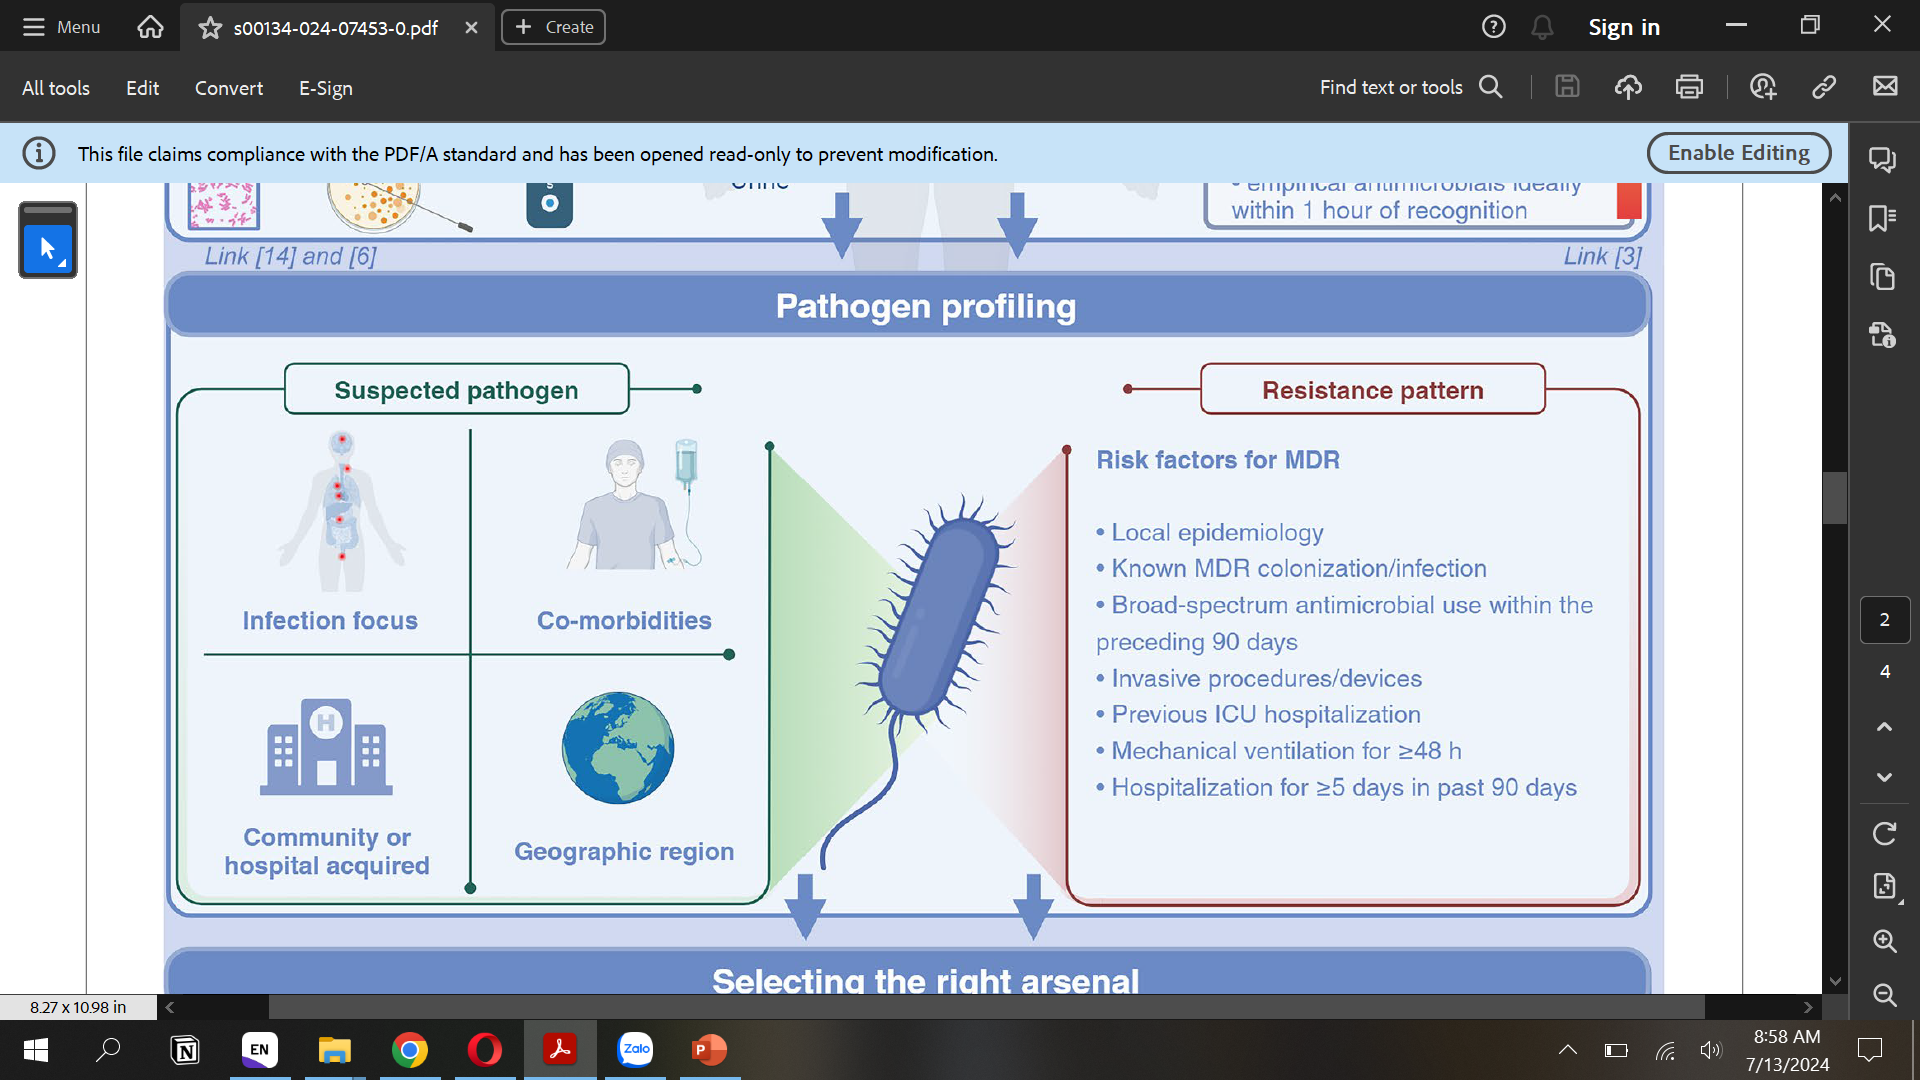 Menu
s00134-024-07453-0.pdf
Create
Sign in
All tools
Edit
Convert
E-Sign
Find text or tools
This file claims compliance with the PDF/A standard and has been opened read-only to prevent modification.
Enable Editing
Urine
• empirical antimicrobials ideally
within 1 hour of recognition
Link [14] and [6]
Link [3]
Pathogen profiling
Suspected pathogen
Infection focus
Co-morbidities
H
Community or
hospital acquired
Geographic region
Resistance pattern
Risk factors for MDR
• Local epidemiology
• Known MDR colonization/infection
• Broad-spectrum antimicrobial use within the
preceding 90 days
• Invasive procedures/devices
• Previous ICU hospitalization
• Mechanical ventilation for ≥48 h
• Hospitalization for ≥5 days in past 90 days
Selecting the right arsenal
2
4
8.27 x 10.98 in
N
EN
Zalo
P
8:58 AM
7/13/2024